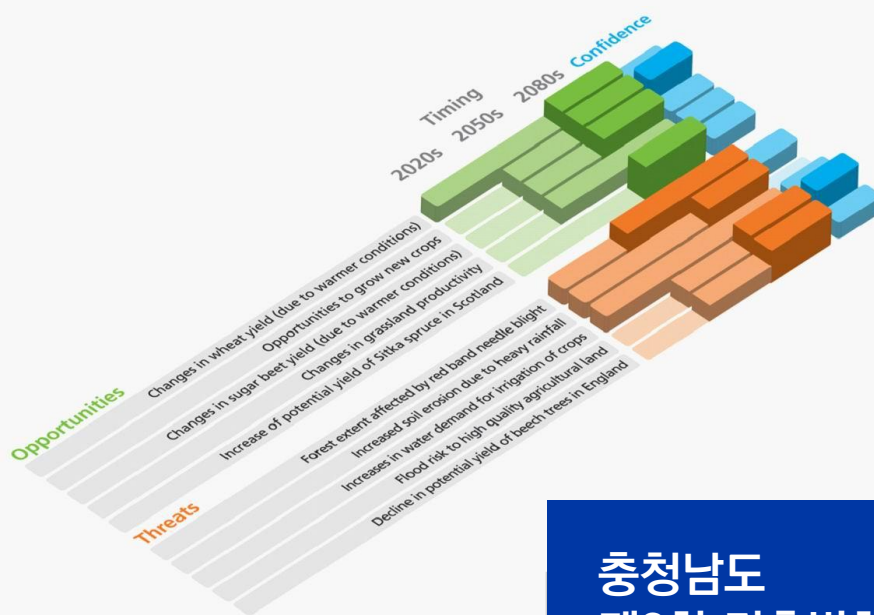 Timing
2020s
2050s
2080s
Confidence
Opportunities
Changes in wheat yield (due to warmer conditions)
Opportunities to grow new crops
Changes in sugar beet yield (due to warmer conditions)
Changes in grassland productivity
Increase of potential yield of Sitka spruce in Scotland
Threats
Forest extent affected by red band needle blight
Increased soil erosion due to heavy rainfall
Increases in water demand for irrigation of crops
Flood risk to high quality agricultural land
Decline in potential yield of beech trees in England
충청남도